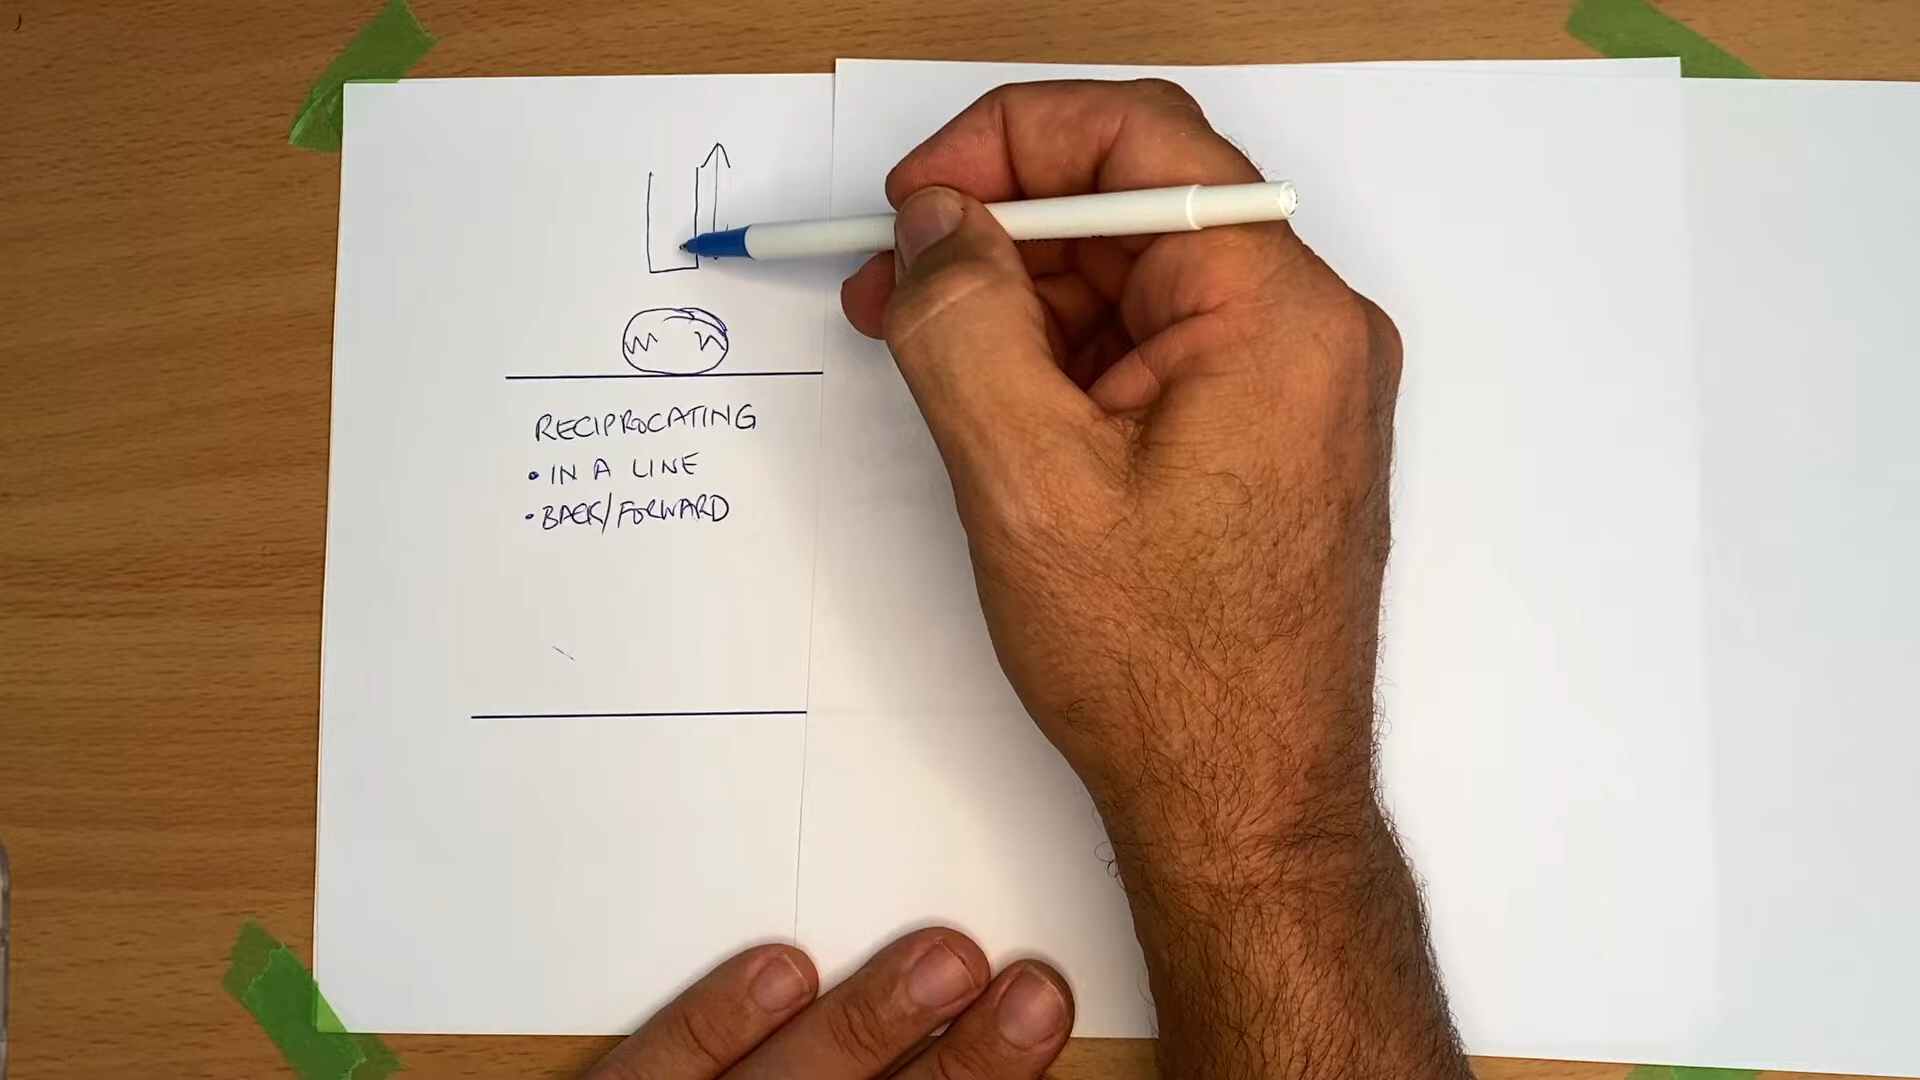 RECIPROCATING
• IN A LINE
• BACK/FORWARD